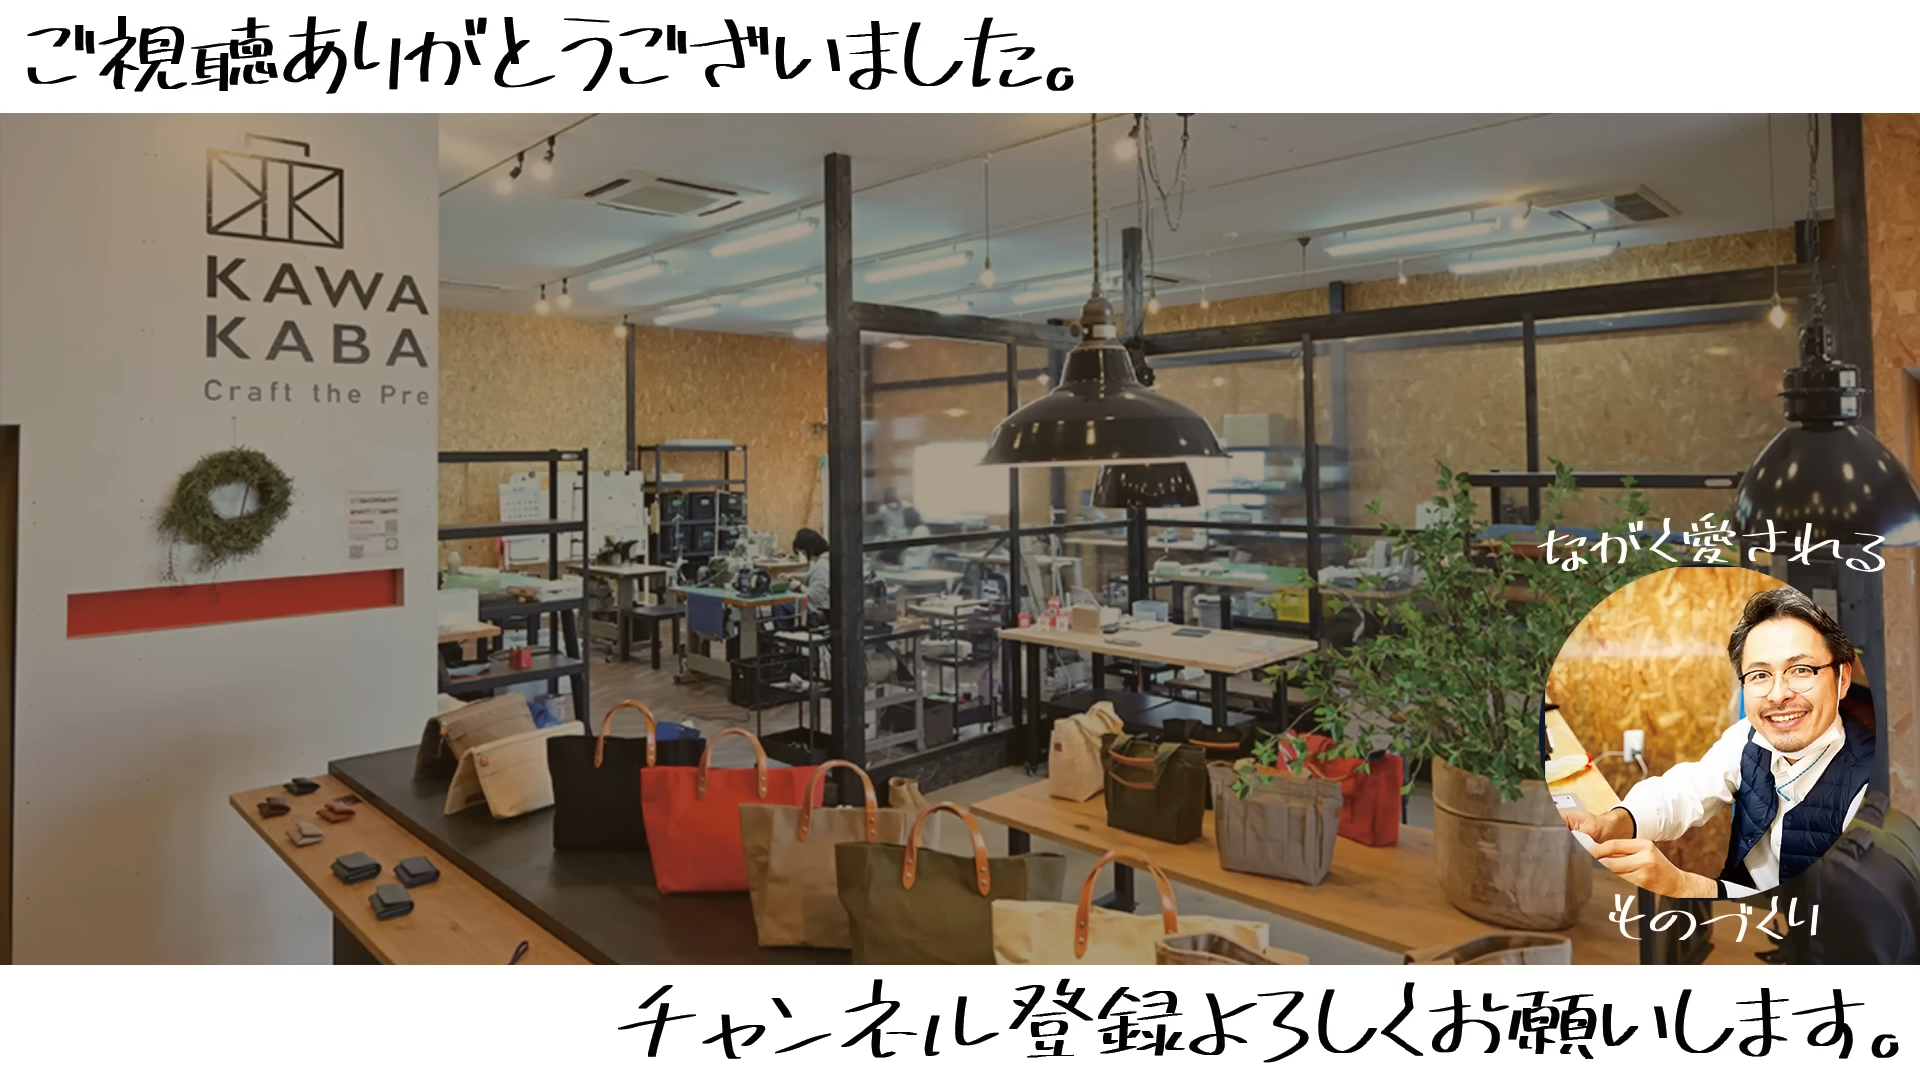 ご視聴ありがとうございました。
KAWA
KABA
Craft the Pre
ながく愛される
ものづくり
チャンネル登録よろしくお願いします。